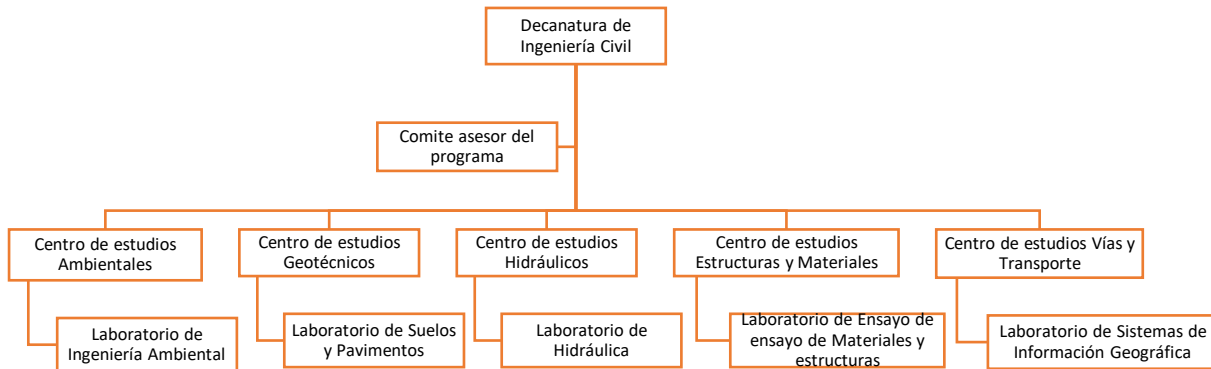 Decanatura de
Ingeniería Civil
Comite asesor del
programa
Centro de estudios
Ambientales
Centro de estudios
Geotécnicos
Centro de estudios
Hidráulicos
Centro de estudios
Estructuras y Materiales
Centro de estudios Vías y
Transporte
Laboratorio de
Ingeniería Ambiental
Laboratorio de Suelos
y Pavimentos
Laboratorio de
Hidráulica
Laboratorio de Ensayo de
ensayo de Materiales y
estructuras
Laboratorio de Sistemas de
Información Geográfica